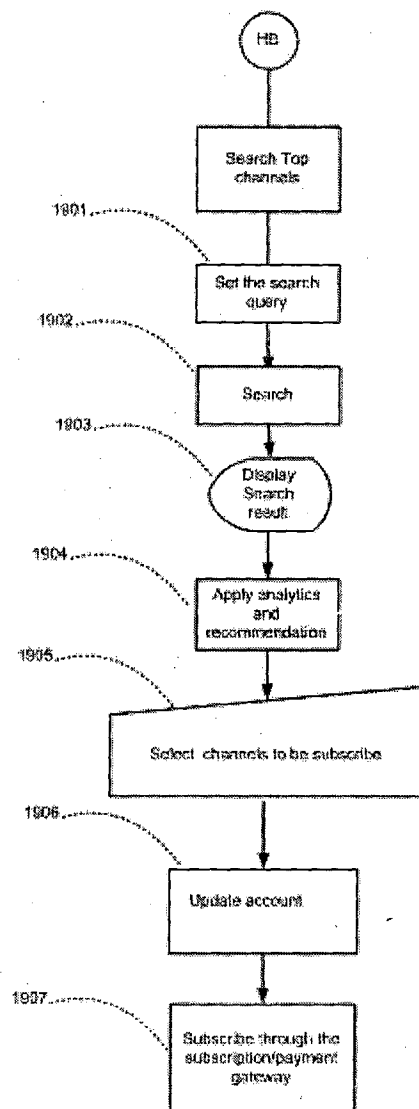 HB
Search Top
channels
1901
Set the search
query
1902
Search
1903
Display
Search
result
1904
Apply analytics
and
recommendation
1905
Select channels to be subscribe
1906
Update account
1907
Subscribe through the
subscription/payment
gateway